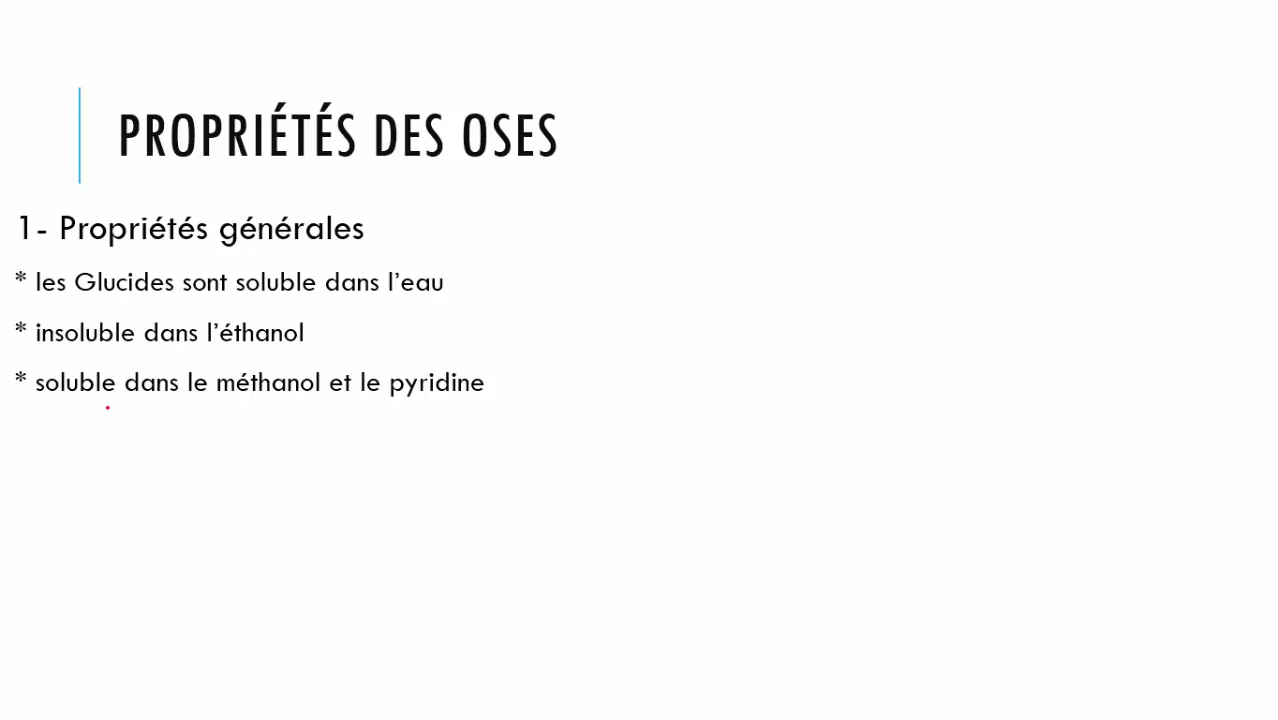 PROPRIÉTÉS DES OSES
1- Propriétés générales
* les Glucides sont soluble dans l’eau
* insoluble dans l’éthanol
* soluble dans le méthanol et le pyridine